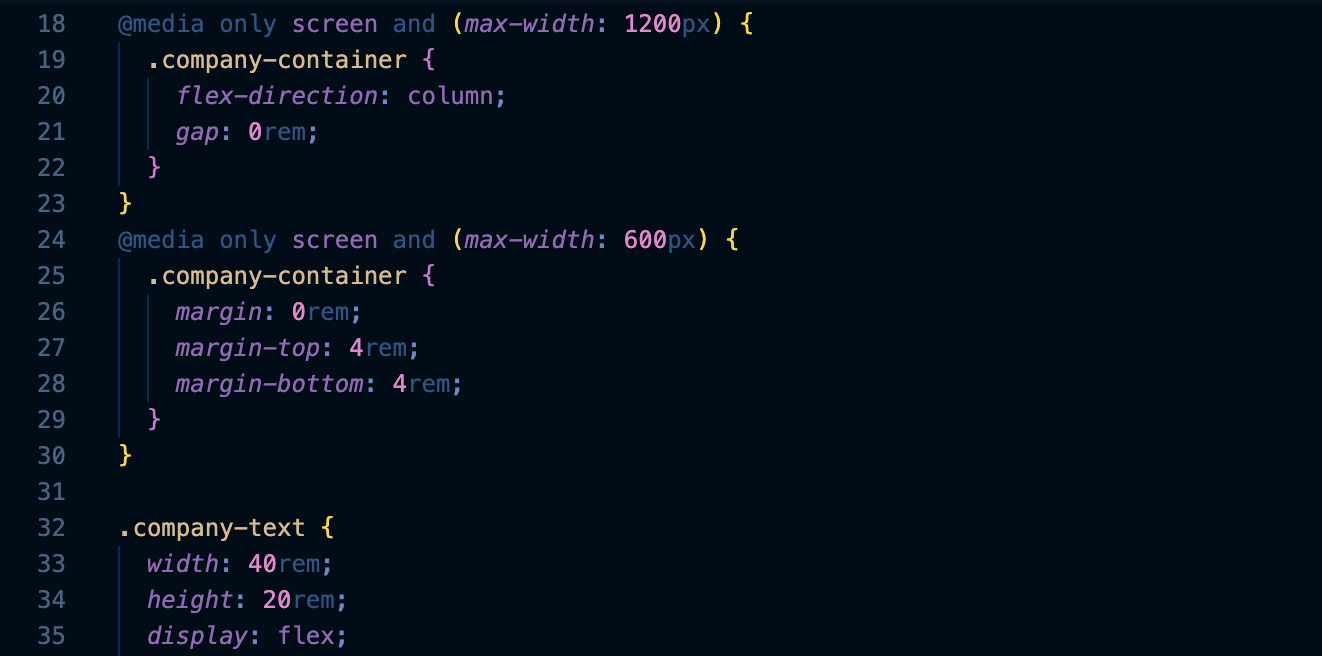 18 @media only screen and (max-width: 1200px) {
19   .company-container {
20     flex-direction: column;
21     gap: 0rem;
22   }
23 }
24 @media only screen and (max-width: 600px) {
25   .company-container {
26     margin: 0rem;
27     margin-top: 4rem;
28     margin-bottom: 4rem;
29   }
30 }
31
32 .company-text {
33   width: 40rem;
34   height: 20rem;
35   display: flex;